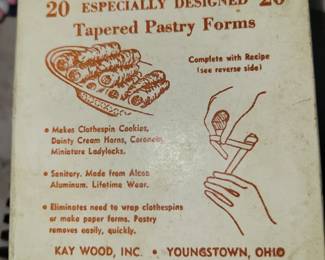 20 ESPECIALLY DESIGNED 20
Tapered Pastry Forms
Complete with Recipe
(see reverse side)
• Makes Clothespin Cookies,
Dainty Cream Horns, Coronets,
Miniature Ladylocks.
• Sanitary. Made from Alcoa
Aluminum. Lifetime Wear.
• Eliminates need to wrap clothespins
or make paper forms. Pastry
removes easily, quickly.
KAY WOOD, INC. • YOUNGSTOWN, OHIO